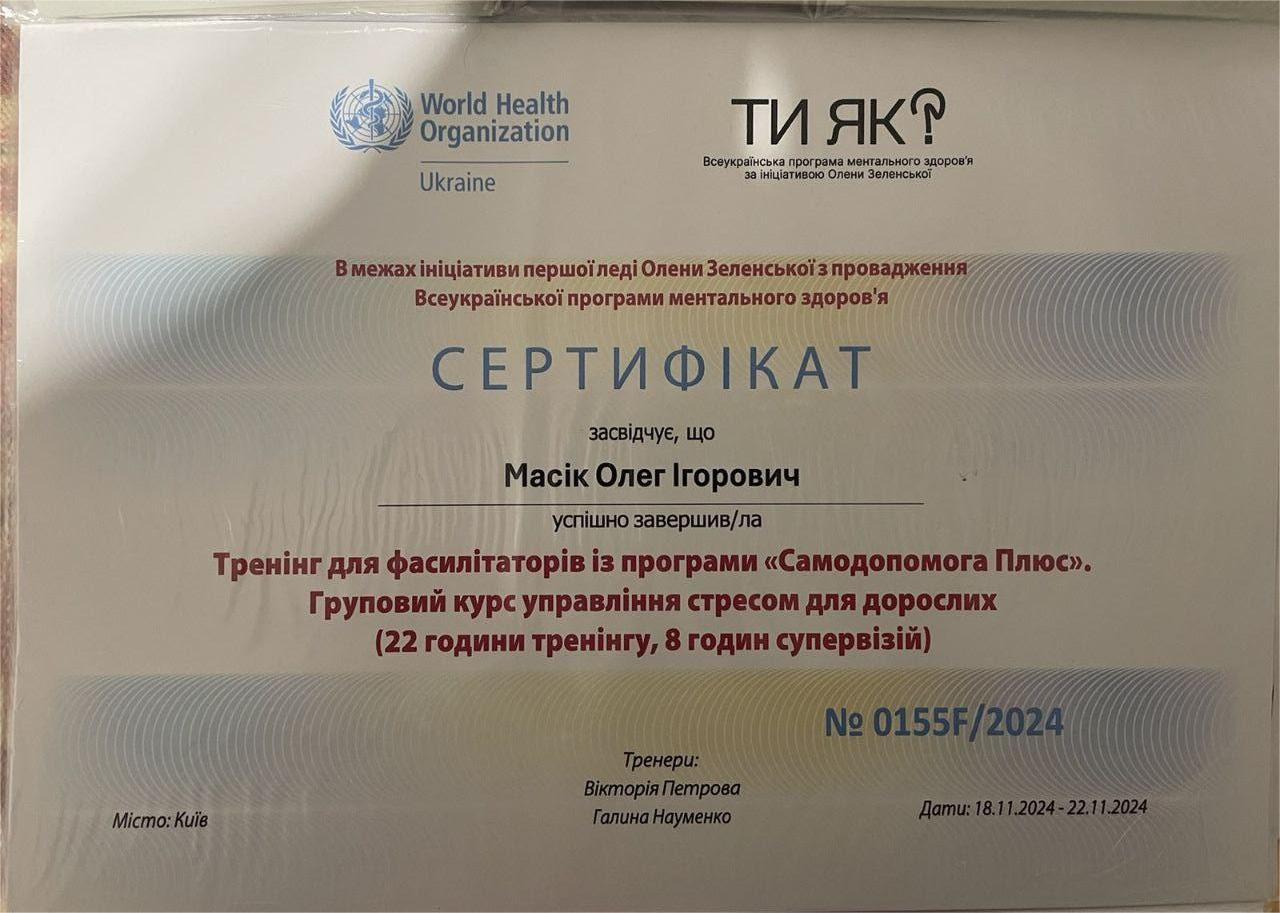 World Health
Organization
Ukraine
ТИ ЯК?
Всеукраїнська програма ментального здоров'я
за ініціативою Олени Зеленської
В межах ініціативи першої леді Олени Зеленської з провадження
Всеукраїнської програми ментального здоров'я
СЕРТИФІКАТ
засвідчує, що
Масік Олег Ігорович
успішно завершив/ла
Тренінг для фасилітаторів із програми «Самодопомога Плюс».
Груповий курс управління стресом для дорослих
(22 години тренінгу, 8 годин супервізій)
№ 0155F/2024
Тренери:
Вікторія Петрова
Галина Науменко
Місто: Київ
Дати: 18.11.2024 - 22.11.2024